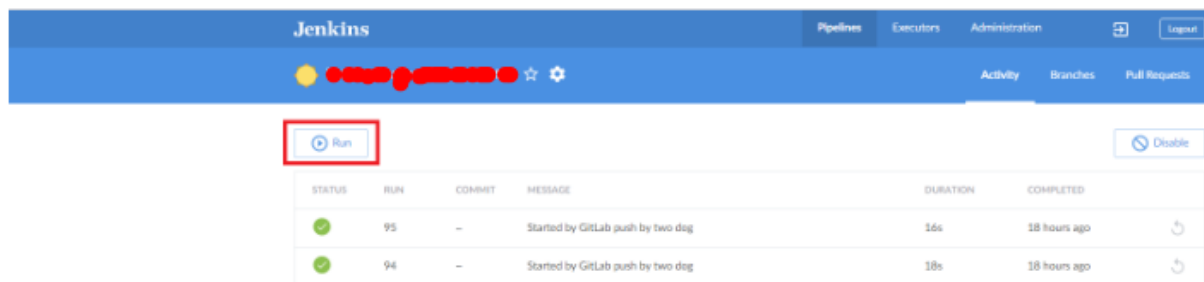 Jenkins Pipelines Executors Administration Logout
Activity Branches Pull Requests
Run Disable
STATUS RUN COMMIT MESSAGE DURATION COMPLETED
95 – Started by GitLab push by two dog 16s 18 hours ago
94 – Started by GitLab push by two dog 18s 18 hours ago